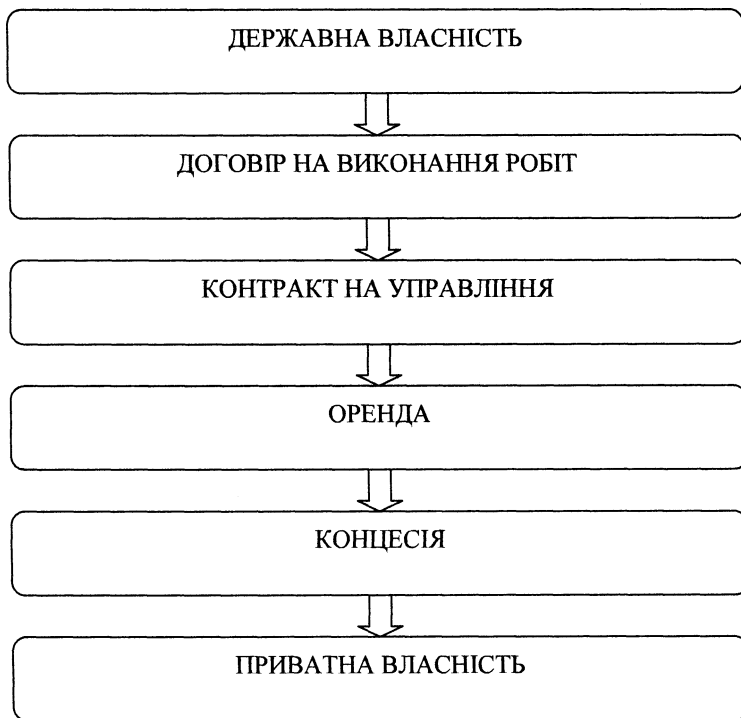 ДЕРЖАВНА ВЛАСНІСТЬ
ДОГОВІР НА ВИКОНАННЯ РОБІТ
КОНТРАКТ НА УПРАВЛІННЯ
ОРЕНДА
КОНЦЕСІЯ
ПРИВАТНА ВЛАСНІСТЬ